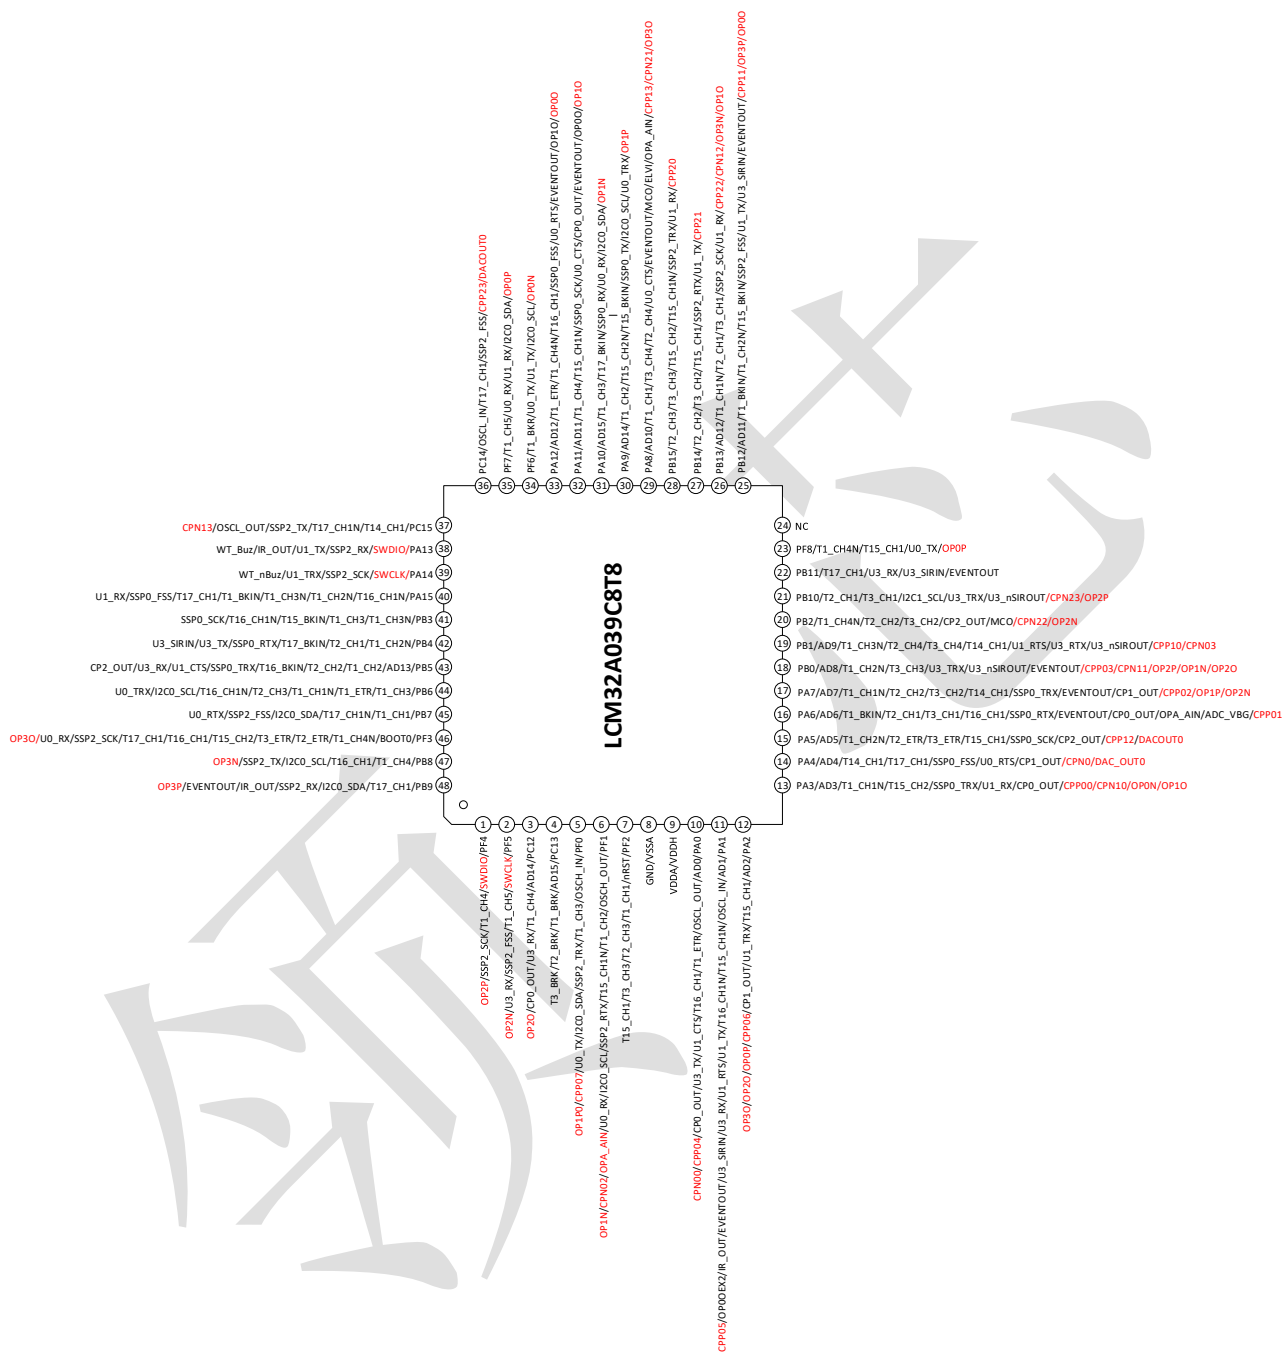 PC14/OSCL_IN/T17_CH1/SSP2_FSS/CPP23/DACOUT0
PF7/T1_CH5/U0_RX/U1_RX/I2C0_SDA/OP0P
PF6/T1_BKR/U0_TX/U1_TX/I2C0_SCL/OP0N
PA12/AD12/T1_ETR/T1_CH4N/T16_CH1/SSP0_FSS/U0_RTS/EVENTOUT/OP1O/OP0O
PA11/AD11/T1_CH4/T15_CH1N/SSP0_SCK/U0_CTS/CP0_OUT/EVENTOUT/OP0O/OP1O
PA10/AD15/T1_CH3/T17_BKIN/SSP0_RX/U0_RX/I2C0_SDA/OP1N
PA9/AD14/T1_CH2/T15_CH2N/T15_BKIN/SSP0_TX/I2C0_SCL/U0_TRX/OP1P
PA8/AD10/T1_CH1/T3_CH4/T2_CH4/U0_CTS/EVENTOUT/MCO/ELVI/OPA_AIN/CPP13/CPN21/OP3O
PB15/T2_CH3/T3_CH3/T15_CH2/T15_CH1N/SSP2_TRX/U1_RX/CPP20
PB14/T2_CH2/T3_CH2/T15_CH1/SSP2_RTX/U1_TX/CPP21
PB13/AD12/T1_CH1N/T2_CH1/T3_CH1/SSP2_SCK/U1_RX/CPP22/CPN12/OP3N/OP1O
PB12/AD11/T1_BKIN/T1_CH2N/T15_BKIN/SSP2_FSS/U1_TX/U3_SIRIN/EVENTOUT/CPP11/OP3P/OP0O
36 35 34 33 32 31 30 29 28 27 26 25
CPN13/OSCL_OUT/SSP2_TX/T17_CH1N/T14_CH1/PC15 37
WT_Buz/IR_OUT/U1_TX/SSP2_RX/SWDIO/PA13 38
WT_nBuz/U1_TRX/SSP2_SCK/SWCLK/PA14 39
U1_RX/SSP0_FSS/T17_CH1/T1_BKIN/T1_CH3N/T1_CH2N/T16_CH1N/PA15 40
SSP0_SCK/T16_CH1N/T15_BKIN/T1_CH3/T1_CH3N/PB3 41
U3_SIRIN/U3_TX/SSP0_RTX/T17_BKIN/T2_CH1/T1_CH2N/PB4 42
CP2_OUT/U3_RX/U1_CTS/SSP0_TRX/T16_BKIN/T2_CH2/T1_CH2/AD13/PB5 43
U0_TRX/I2C0_SCL/T16_CH1N/T2_CH3/T1_CH1N/T1_ETR/T1_CH3/PB6 44
U0_RTX/SSP2_FSS/I2C0_SDA/T17_CH1N/T1_CH1/PB7 45
OP3O/U0_RX/SSP2_SCK/T17_CH1/T16_CH1/T15_CH2/T3_ETR/T2_ETR/T1_CH4N/BOOT0/PF3 46
OP3N/SSP2_TX/I2C0_SCL/T16_CH1/T1_CH4/PB8 47
OP3P/EVENTOUT/IR_OUT/SSP2_RX/I2C0_SDA/T17_CH1/PB9 48
LCM32A039C8T8
24 NC
23 PF8/T1_CH4N/T15_CH1/U0_TX/OP0P
22 PB11/T17_CH1/U3_RX/U3_SIRIN/EVENTOUT
21 PB10/T2_CH1/T3_CH1/I2C1_SCL/U3_TRX/U3_nSIROUT/CPN23/OP2P
20 PB2/T1_CH4N/T2_CH2/T3_CH2/CP2_OUT/MCO/CPN22/OP2N
19 PB1/AD9/T1_CH3N/T2_CH4/T3_CH4/T14_CH1/U1_RTS/U3_RTX/U3_nSIROUT/CPP10/CPN03
18 PB0/AD8/T1_CH2N/T3_CH3/U3_TRX/U3_nSIROUT/EVENTOUT/CPP03/CPN11/OP2P/OP1N/OP2O
17 PA7/AD7/T1_CH1N/T2_CH2/T3_CH2/T14_CH1/SSP0_TRX/EVENTOUT/CP1_OUT/CPP02/OP1P/OP2N
16 PA6/AD6/T1_BKIN/T2_CH1/T3_CH1/T16_CH1/SSP0_RTX/EVENTOUT/CP0_OUT/OPA_AIN/ADC_VBG/CPP01
15 PA5/AD5/T1_CH2N/T2_ETR/T3_ETR/T15_CH1/SSP0_SCK/CP2_OUT/CPP12/DACOUT0
14 PA4/AD4/T14_CH1/T17_CH1/SSP0_FSS/U0_RTS/CP1_OUT/CPN0/DAC_OUT0
13 PA3/AD3/T1_CH1N/T15_CH2/SSP0_TRX/U1_RX/CP0_OUT/CPP00/CPN10/OP0N/OP1O
1 2 3 4 5 6 7 8 9 10 11 12
OP2P/SSP2_SCK/T1_CH4/SWDIO/PF4
OP2N/U3_RX/SSP2_FSS/T1_CH5/SWCLK/PF5
OP2O/CP0_OUT/U3_RX/T1_CH4/AD14/PC12
T3_BRK/T2_BRK/T1_BRK/AD15/PC13
OP1P0/CPP07/U0_TX/I2C0_SDA/SSP2_TRX/T1_CH3/OSCH_IN/PF0
OP1N/CPN02/OPA_AIN/U0_RX/I2C0_SCL/SSP2_RTX/T15_CH1N/T1_CH2/OSCH_OUT/PF1
T15_CH1/T3_CH3/T2_CH3/T1_CH1/nRST/PF2
GND/VSSA
VDDA/VDDH
CPN00/CPP04/CP0_OUT/U3_TX/U1_CTS/T16_CH1/T1_ETR/OSCL_OUT/AD0/PA0
CPP05/OP0OEX2/IR_OUT/EVENTOUT/U3_SIRIN/U3_RX/U1_RTS/U1_TX/T16_CH1N/T15_CH1N/OSCL_IN/AD1/PA1
OP3O/OP2O/OP0P/CPP06/CP1_OUT/U1_TRX/T15_CH1/AD2/PA2